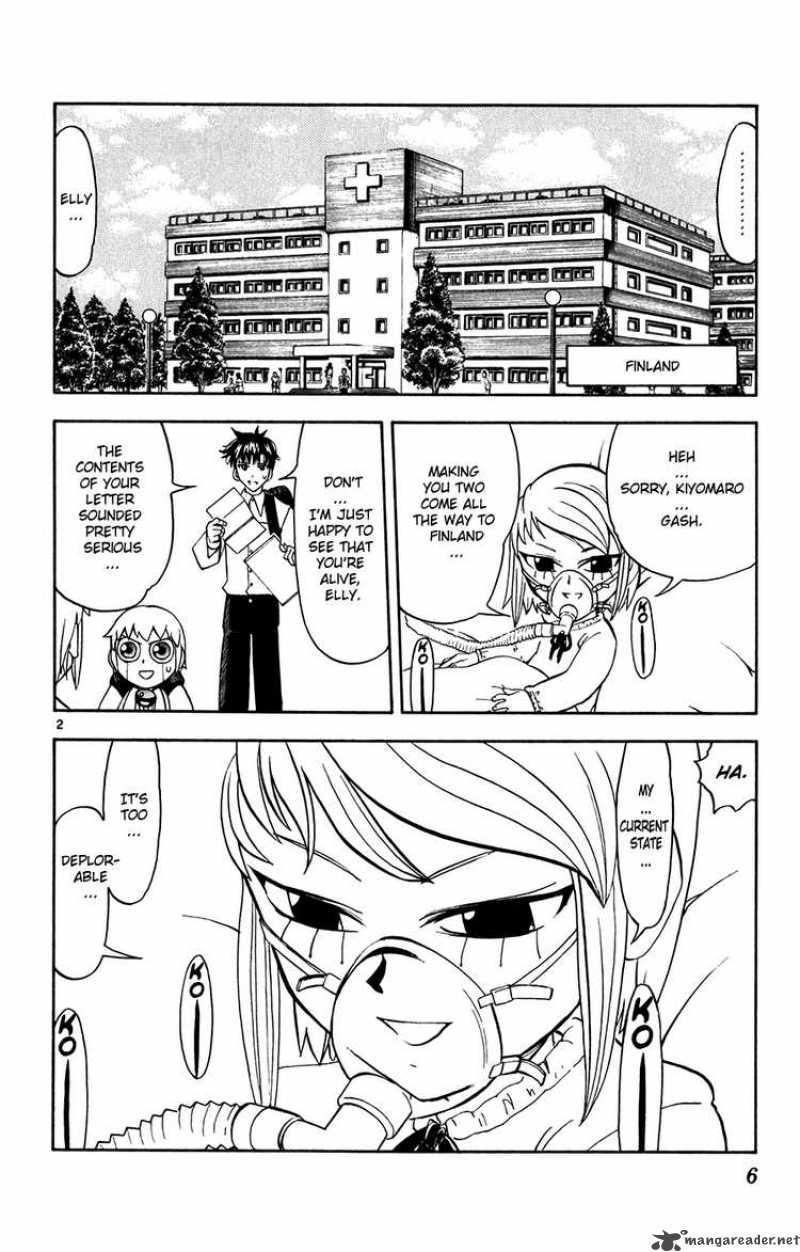 .........
ELLY
...
FINLAND
HEH
...
SORRY, KIYOMARO
...
GASH.
MAKING
YOU TWO
COME ALL
THE WAY TO
FINLAND
...
KO
KO
DON'T
...
I'M JUST
HAPPY TO
SEE THAT
YOU'RE
ALIVE,
ELLY.
THE
CONTENTS
OF YOUR
LETTER
SOUNDED
PRETTY
SERIOUS
...
2
HA.
MY
...
CURRENT
STATE
...
IT'S
TOO
...
DEPLOR-
ABLE
...
KO
KO
KO
6
mangareader.net